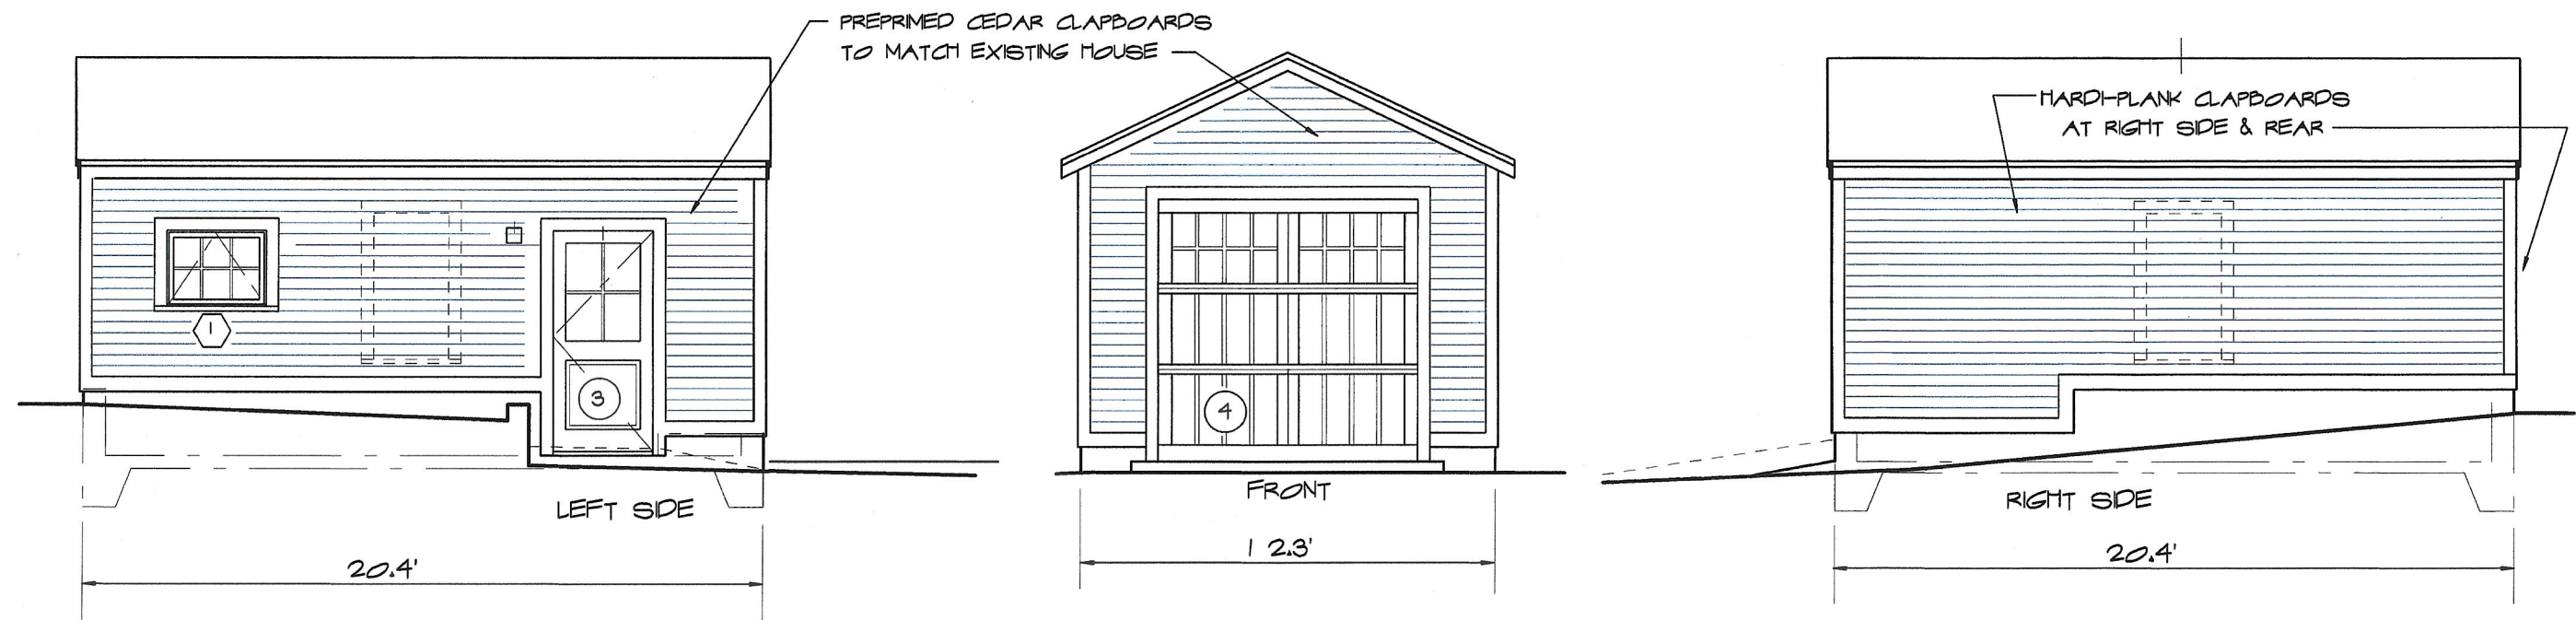 PREPRIMED CEDAR CLAPBOARDS
TO MATCH EXISTING HOUSE
HARDI-PLANK CLAPBOARDS
AT RIGHT SIDE & REAR
1
3
4
LEFT SIDE
FRONT
RIGHT SIDE
20.4'
12.3'
20.4'